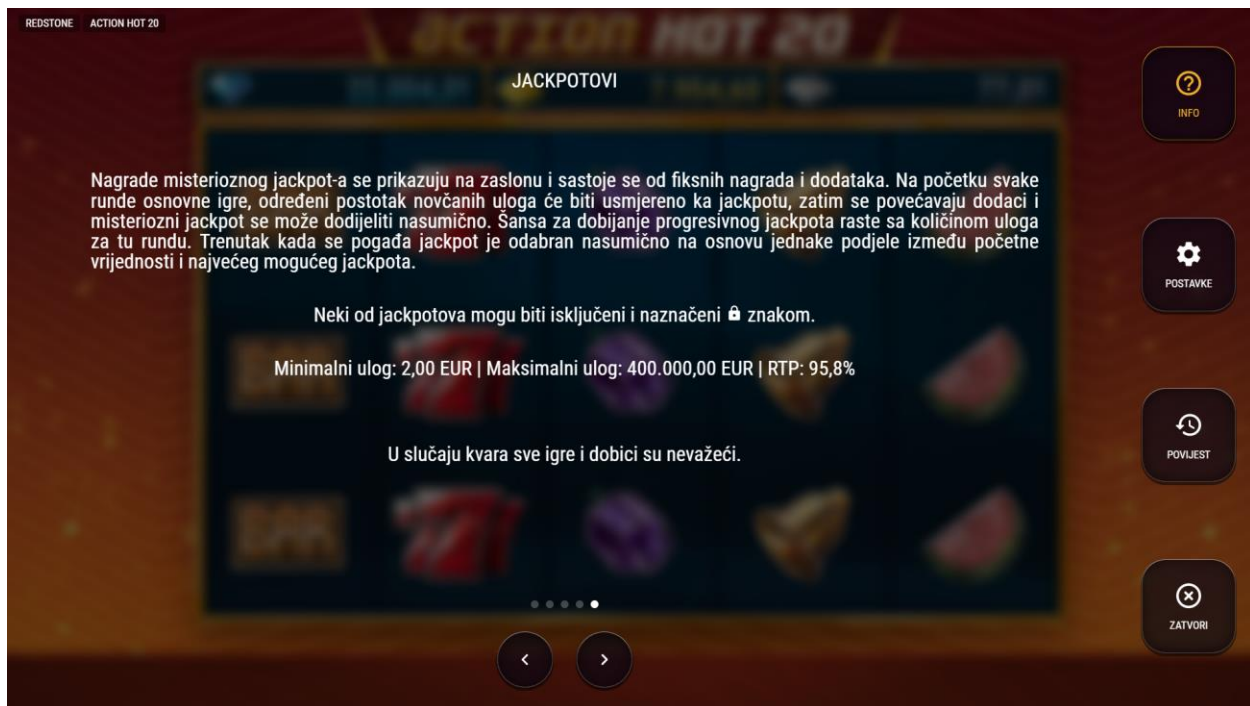 REDSTONE ACTION HOT 20
ACTION HOT 20
JACKPOTOVI
INFO
Nagrade misterioznog jackpot-a se prikazuju na zaslonu i sastoje se od fiksnih nagrada i dodataka. Na početku svake
runde osnovne igre, određeni postotak novčanih uloga će biti usmjereno ka jackpotu, zatim se povećavaju dodaci i
misteriozni jackpot se može dodijeliti nasumično. Šansa za dobijanje progresivnog jackpota raste sa količinom uloga
za tu rundu. Trenutak kada se pogađa jackpot je odabran nasumično na osnovu jednake podjele između početne
vrijednosti i najvećeg mogućeg jackpota.
POSTAVKE
Neki od jackpotova mogu biti isključeni i naznačeni znakom.
Minimalni ulog: 2,00 EUR | Maksimalni ulog: 400.000,00 EUR | RTP: 95,8%
POVIJEST
U slučaju kvara sve igre i dobici su nevažeći.
ZATVORI